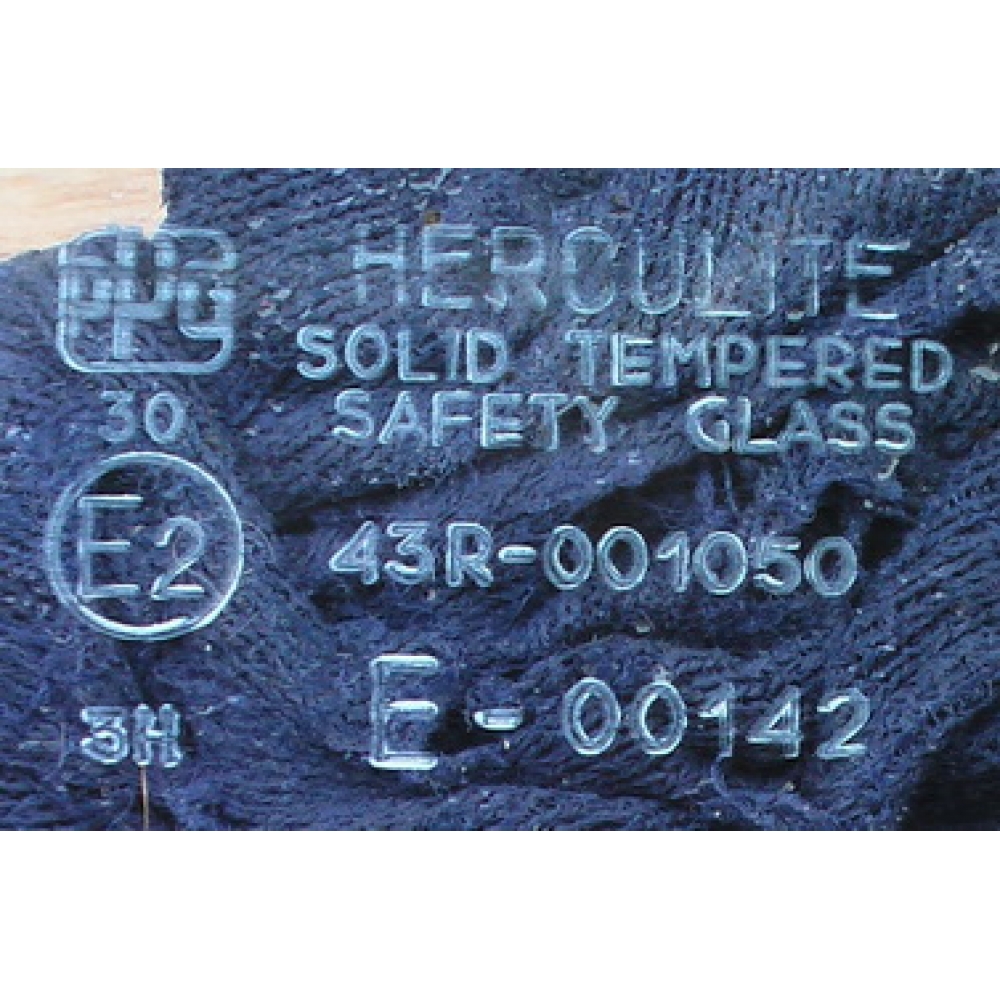 PPG HERCULITE
SOLID TEMPERED
30 SAFETY GLASS
E2 43R-001050
3H E-00142